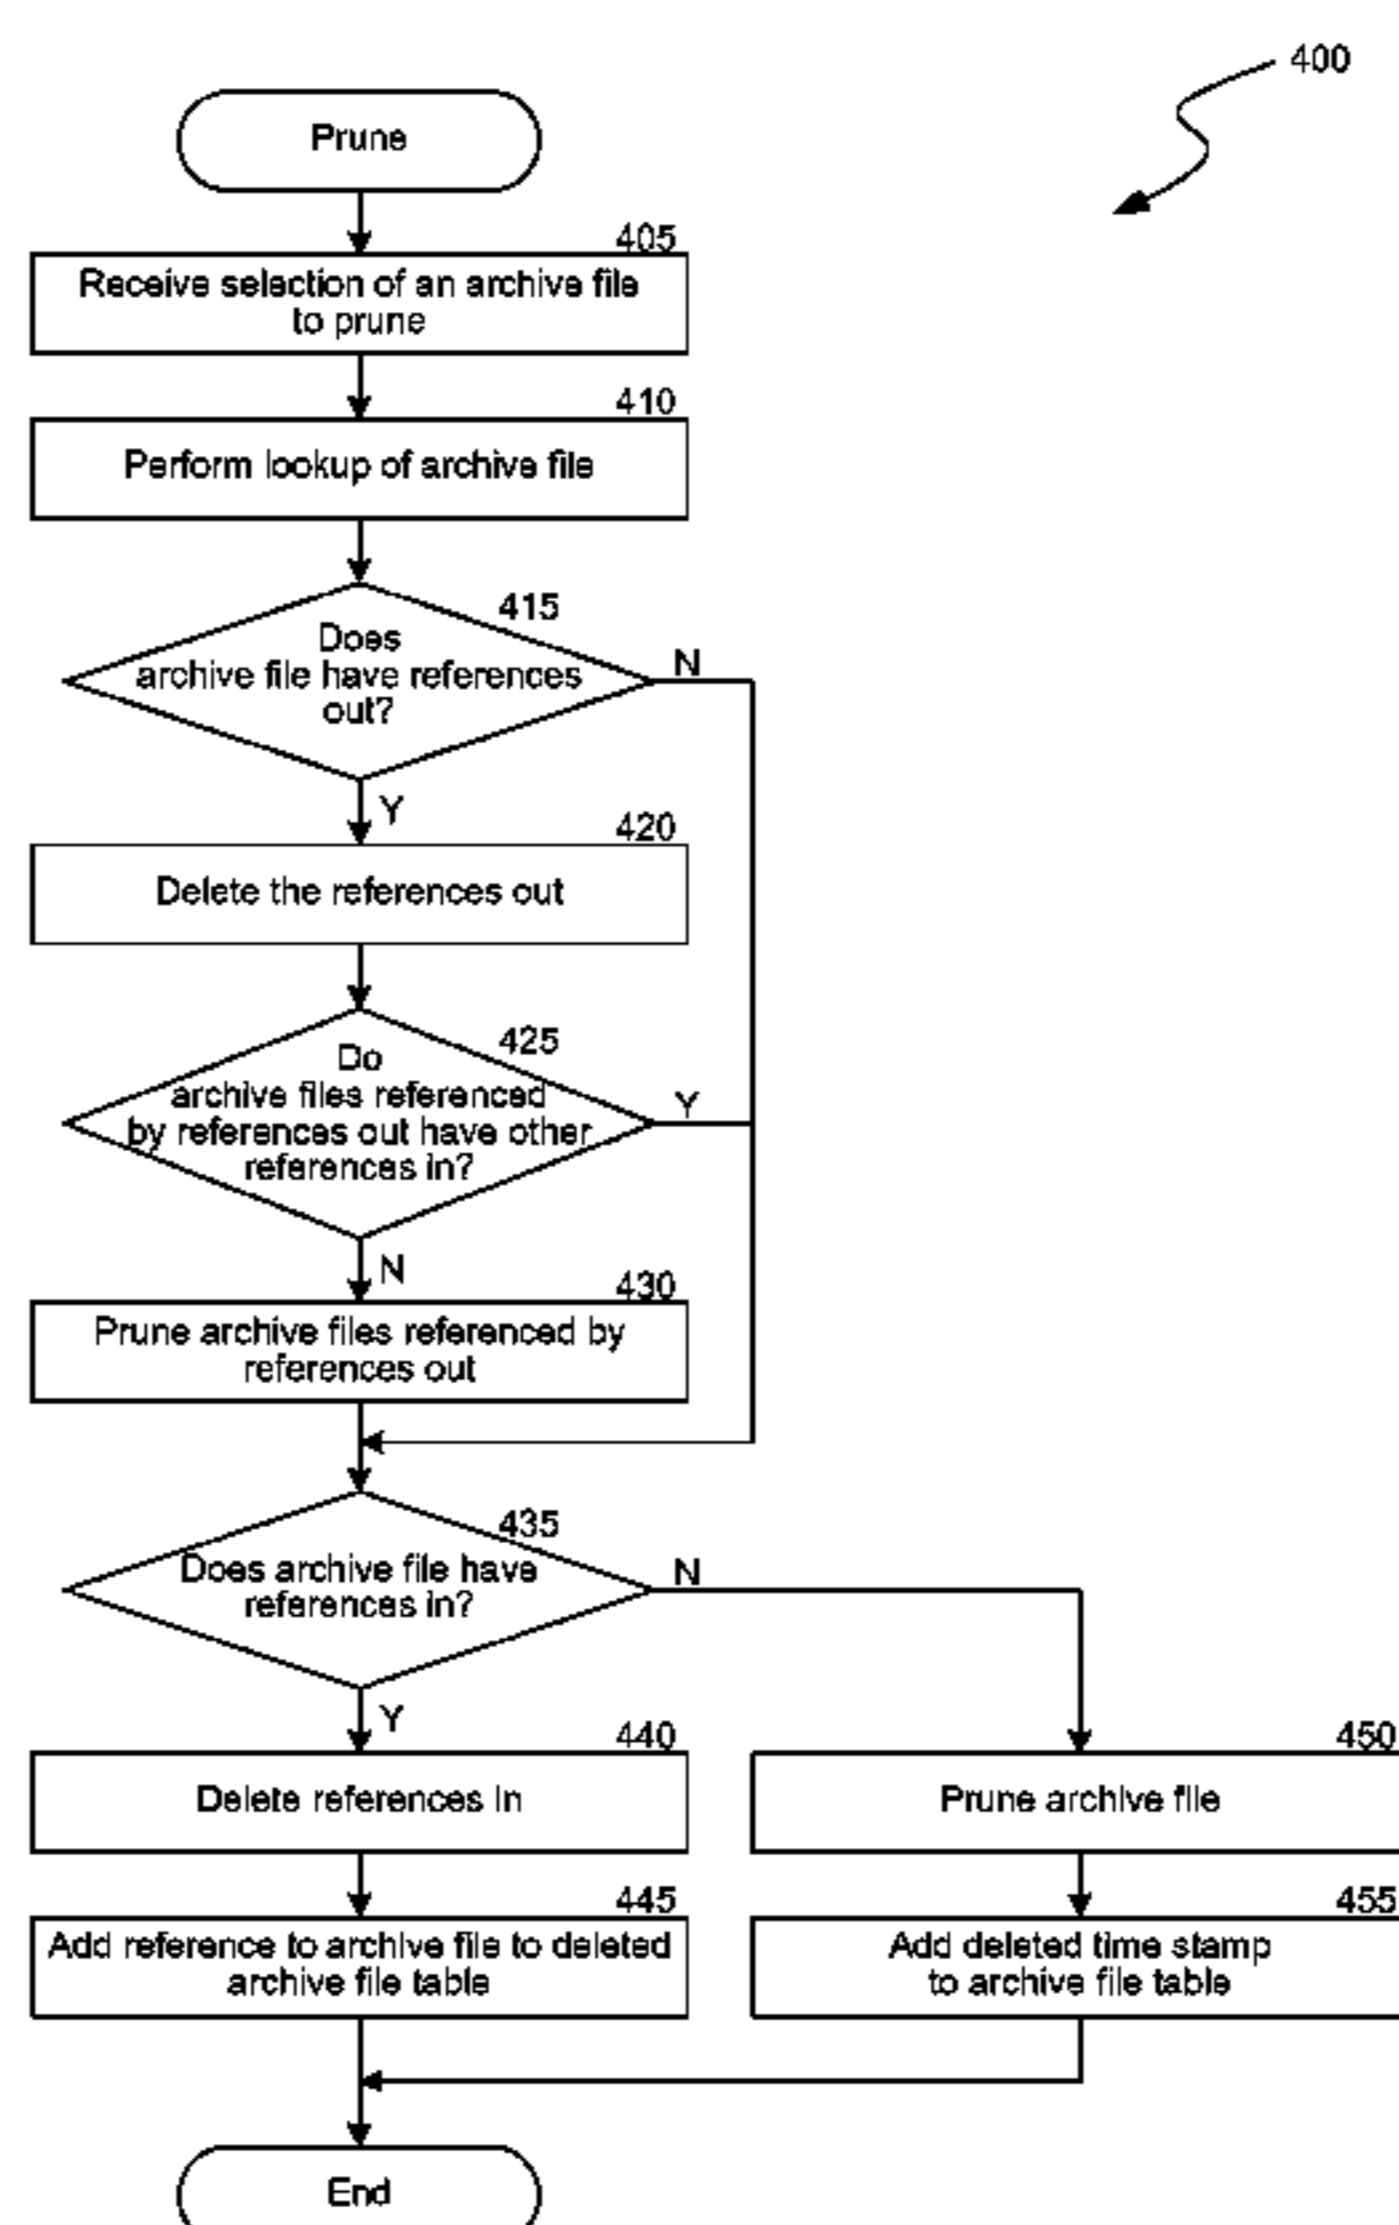 400
Prune
405
Receive selection of an archive file
to prune
410
Perform lookup of archive file
415
Does
archive file have references
out?
N
Y
420
Delete the references out
425
Do
archive files referenced
by references out have other
references in?
Y
N
430
Prune archive files referenced by
references out
435
Does archive file have
references in?
N
Y
440
Delete references in
450
Prune archive file
445
Add reference to archive file to deleted
archive file table
455
Add deleted time stamp
to archive file table
End